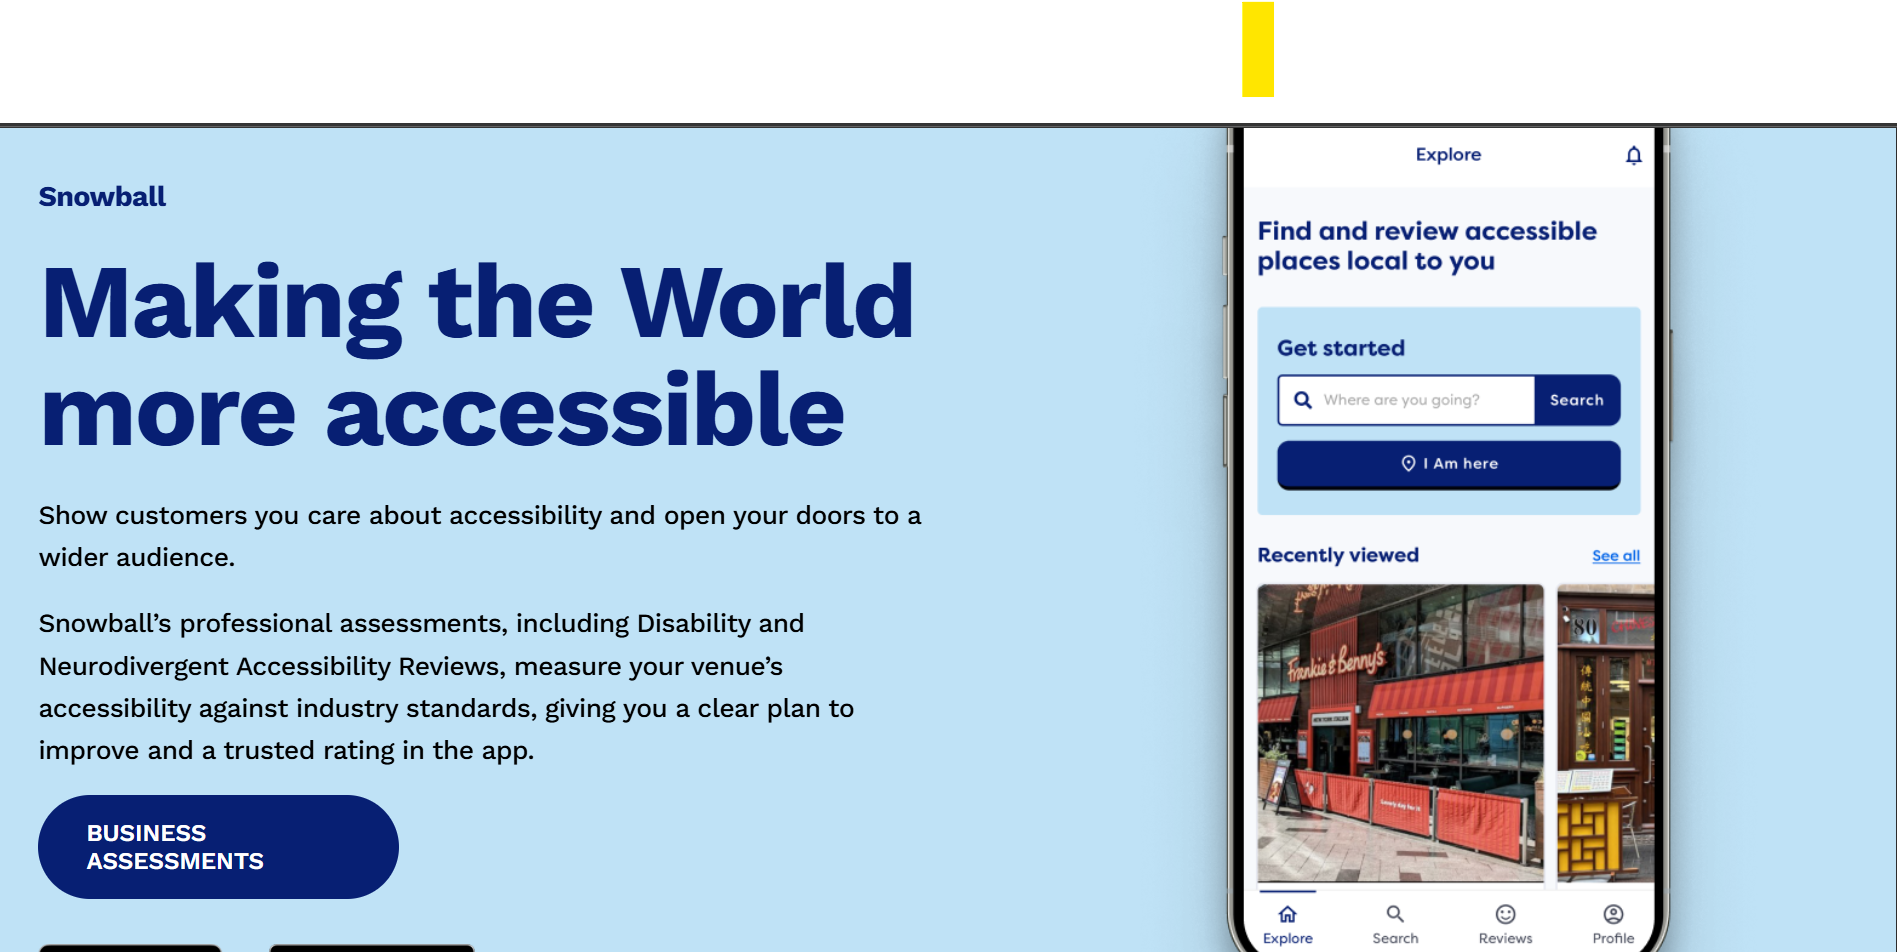 Snowball
Making the World
more accessible
Show customers you care about accessibility and open your doors to a
wider audience.
Snowball’s professional assessments, including Disability and
Neurodivergent Accessibility Reviews, measure your venue’s
accessibility against industry standards, giving you a clear plan to
improve and a trusted rating in the app.
BUSINESS
ASSESSMENTS
Explore
Find and review accessible
places local to you
Get started
Where are you going?
Search
I Am here
Recently viewed
See all
Frankie & Benny's
80
Explore
Search
Reviews
Profile